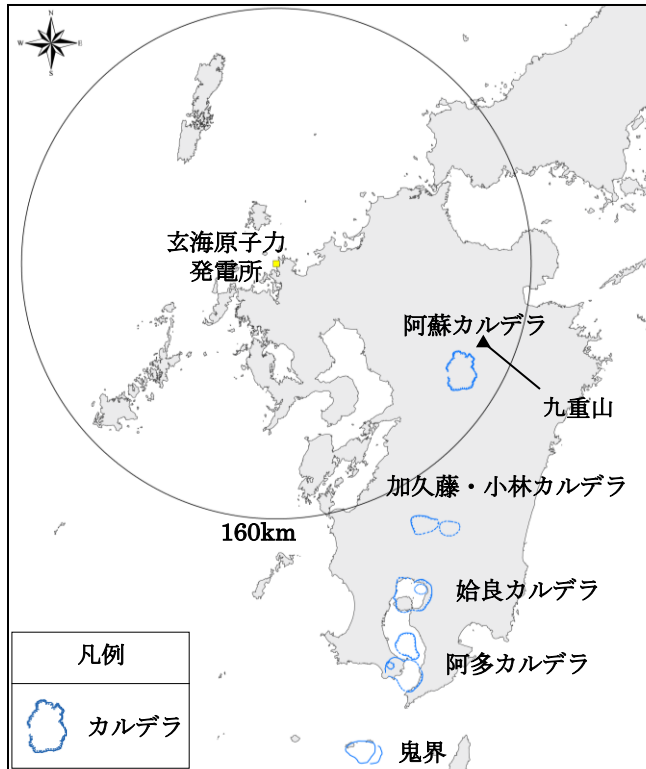 N
W
E
S
玄海原子力
発電所
阿蘇カルデラ
九重山
加久藤・小林カルデラ
160km
姶良カルデラ
阿多カルデラ
鬼界
凡例
カルデラ